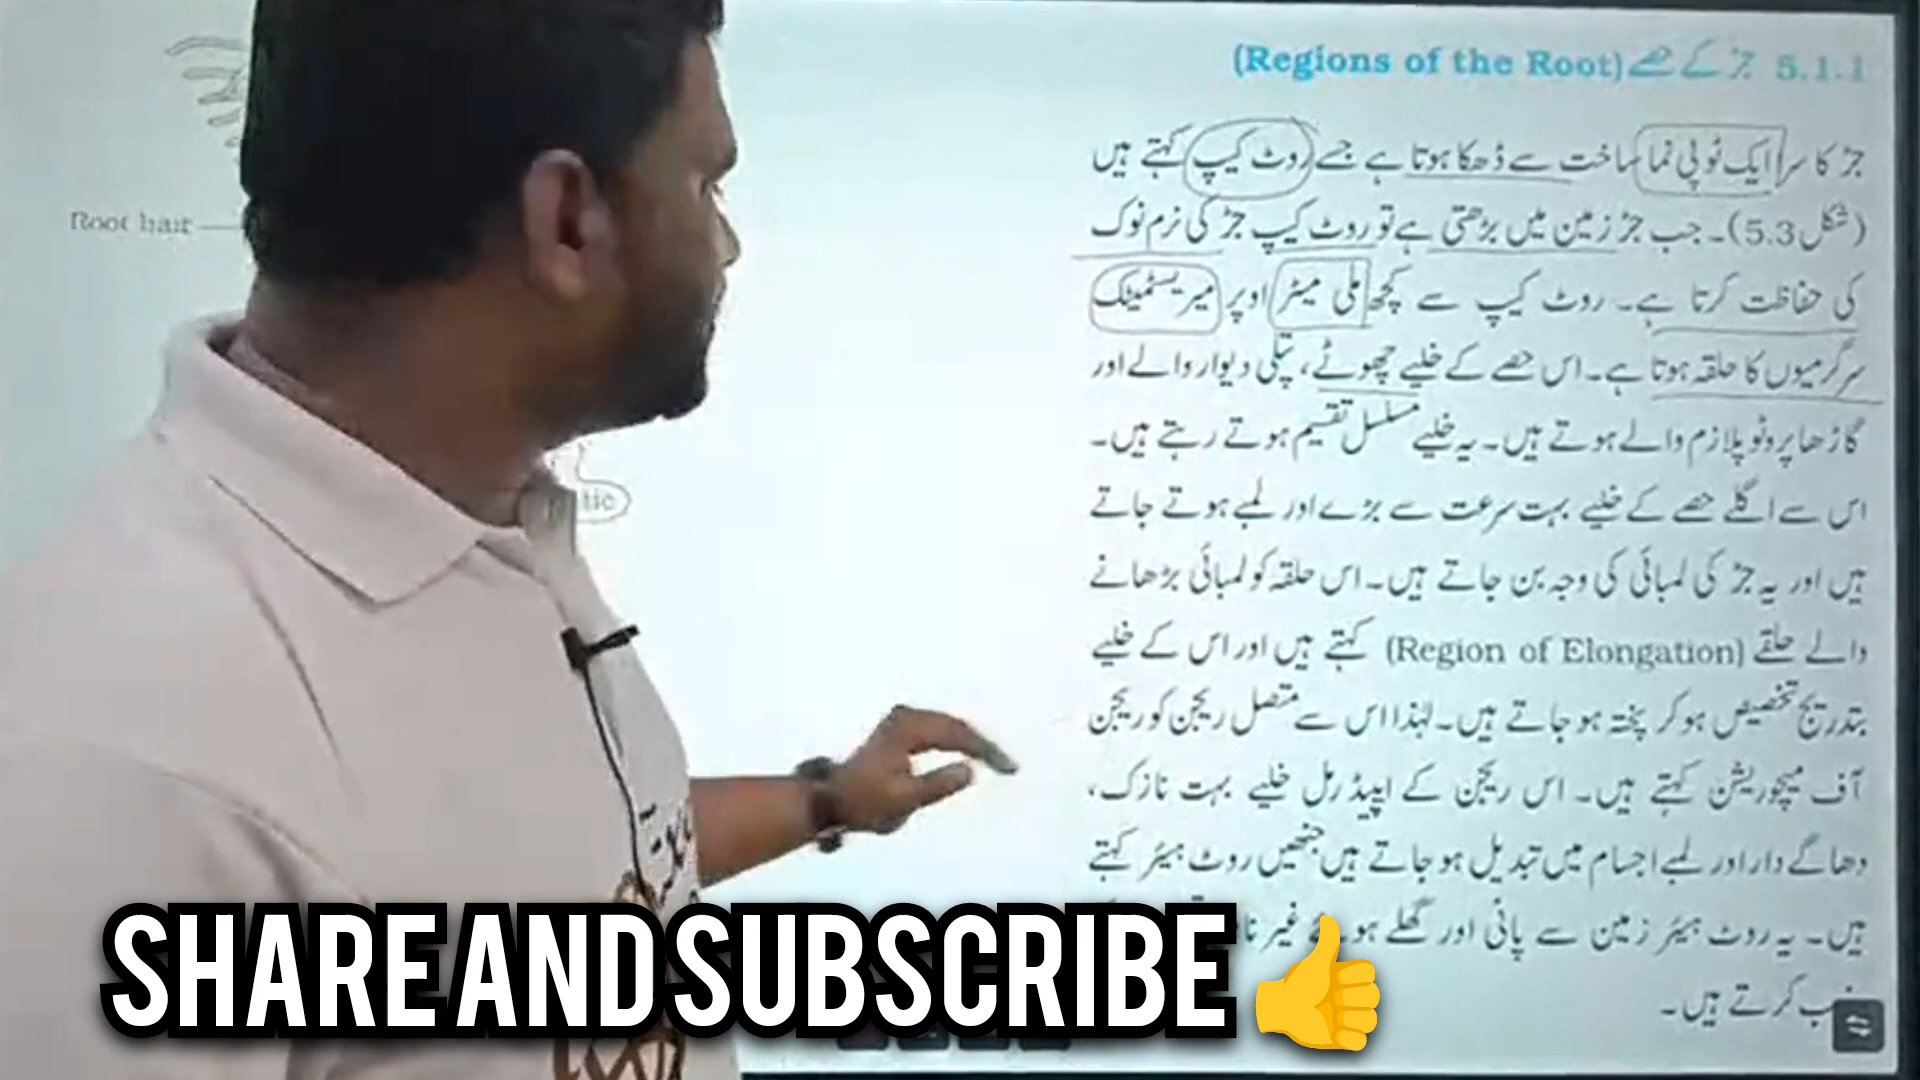 5.1.1 جڑ کے حصے (Regions of the Root)
جڑ کا سرا ایک ٹوپی نما ساخت سے ڈھکا ہوتا ہے جسے روٹ کیپ کہتے ہیں
(شکل 5.3)۔ جب جڑ زمین میں بڑھتی ہے تو روٹ کیپ جڑ کی نرم نوک
کی حفاظت کرتا ہے۔ روٹ کیپ سے کچھ ملی میٹر اوپر میرسٹمیٹک
سرگرمیوں کا حلقہ ہوتا ہے۔ اس حصے کے خلیے چھوٹے، پتلی دیوار والے اور
گاڑھا پروٹوپلازم والے ہوتے ہیں۔ یہ خلیے مسلسل تقسیم ہوتے رہتے ہیں۔
اس سے اگلے حصے کے خلیے بہت سرعت سے بڑے اور لمبے ہوتے جاتے
ہیں اور یہ جڑ کی لمبائی کی وجہ بن جاتے ہیں۔ اس حلقہ کو لمبائی بڑھانے
والے حلقے (Region of Elongation) کہتے ہیں اور اس کے خلیے
بتدریج تخصیص ہو کر پختہ ہو جاتے ہیں۔ لہٰذا اس سے متصل ریجن کو ریجن
آف میچوریشن کہتے ہیں۔ اس ریجن کے ایپیڈرمل خلیے بہت نازک،
دھاگے دار اور لمبے اجسام میں تبدیل ہو جاتے ہیں جنھیں روٹ ہیئر کہتے
ہیں۔ یہ روٹ ہیئر زمین سے پانی اور گھلے ہوئے غیر
کرتے ہیں۔
Root hair
tic
SHARE AND SUBSCRIBE 👍